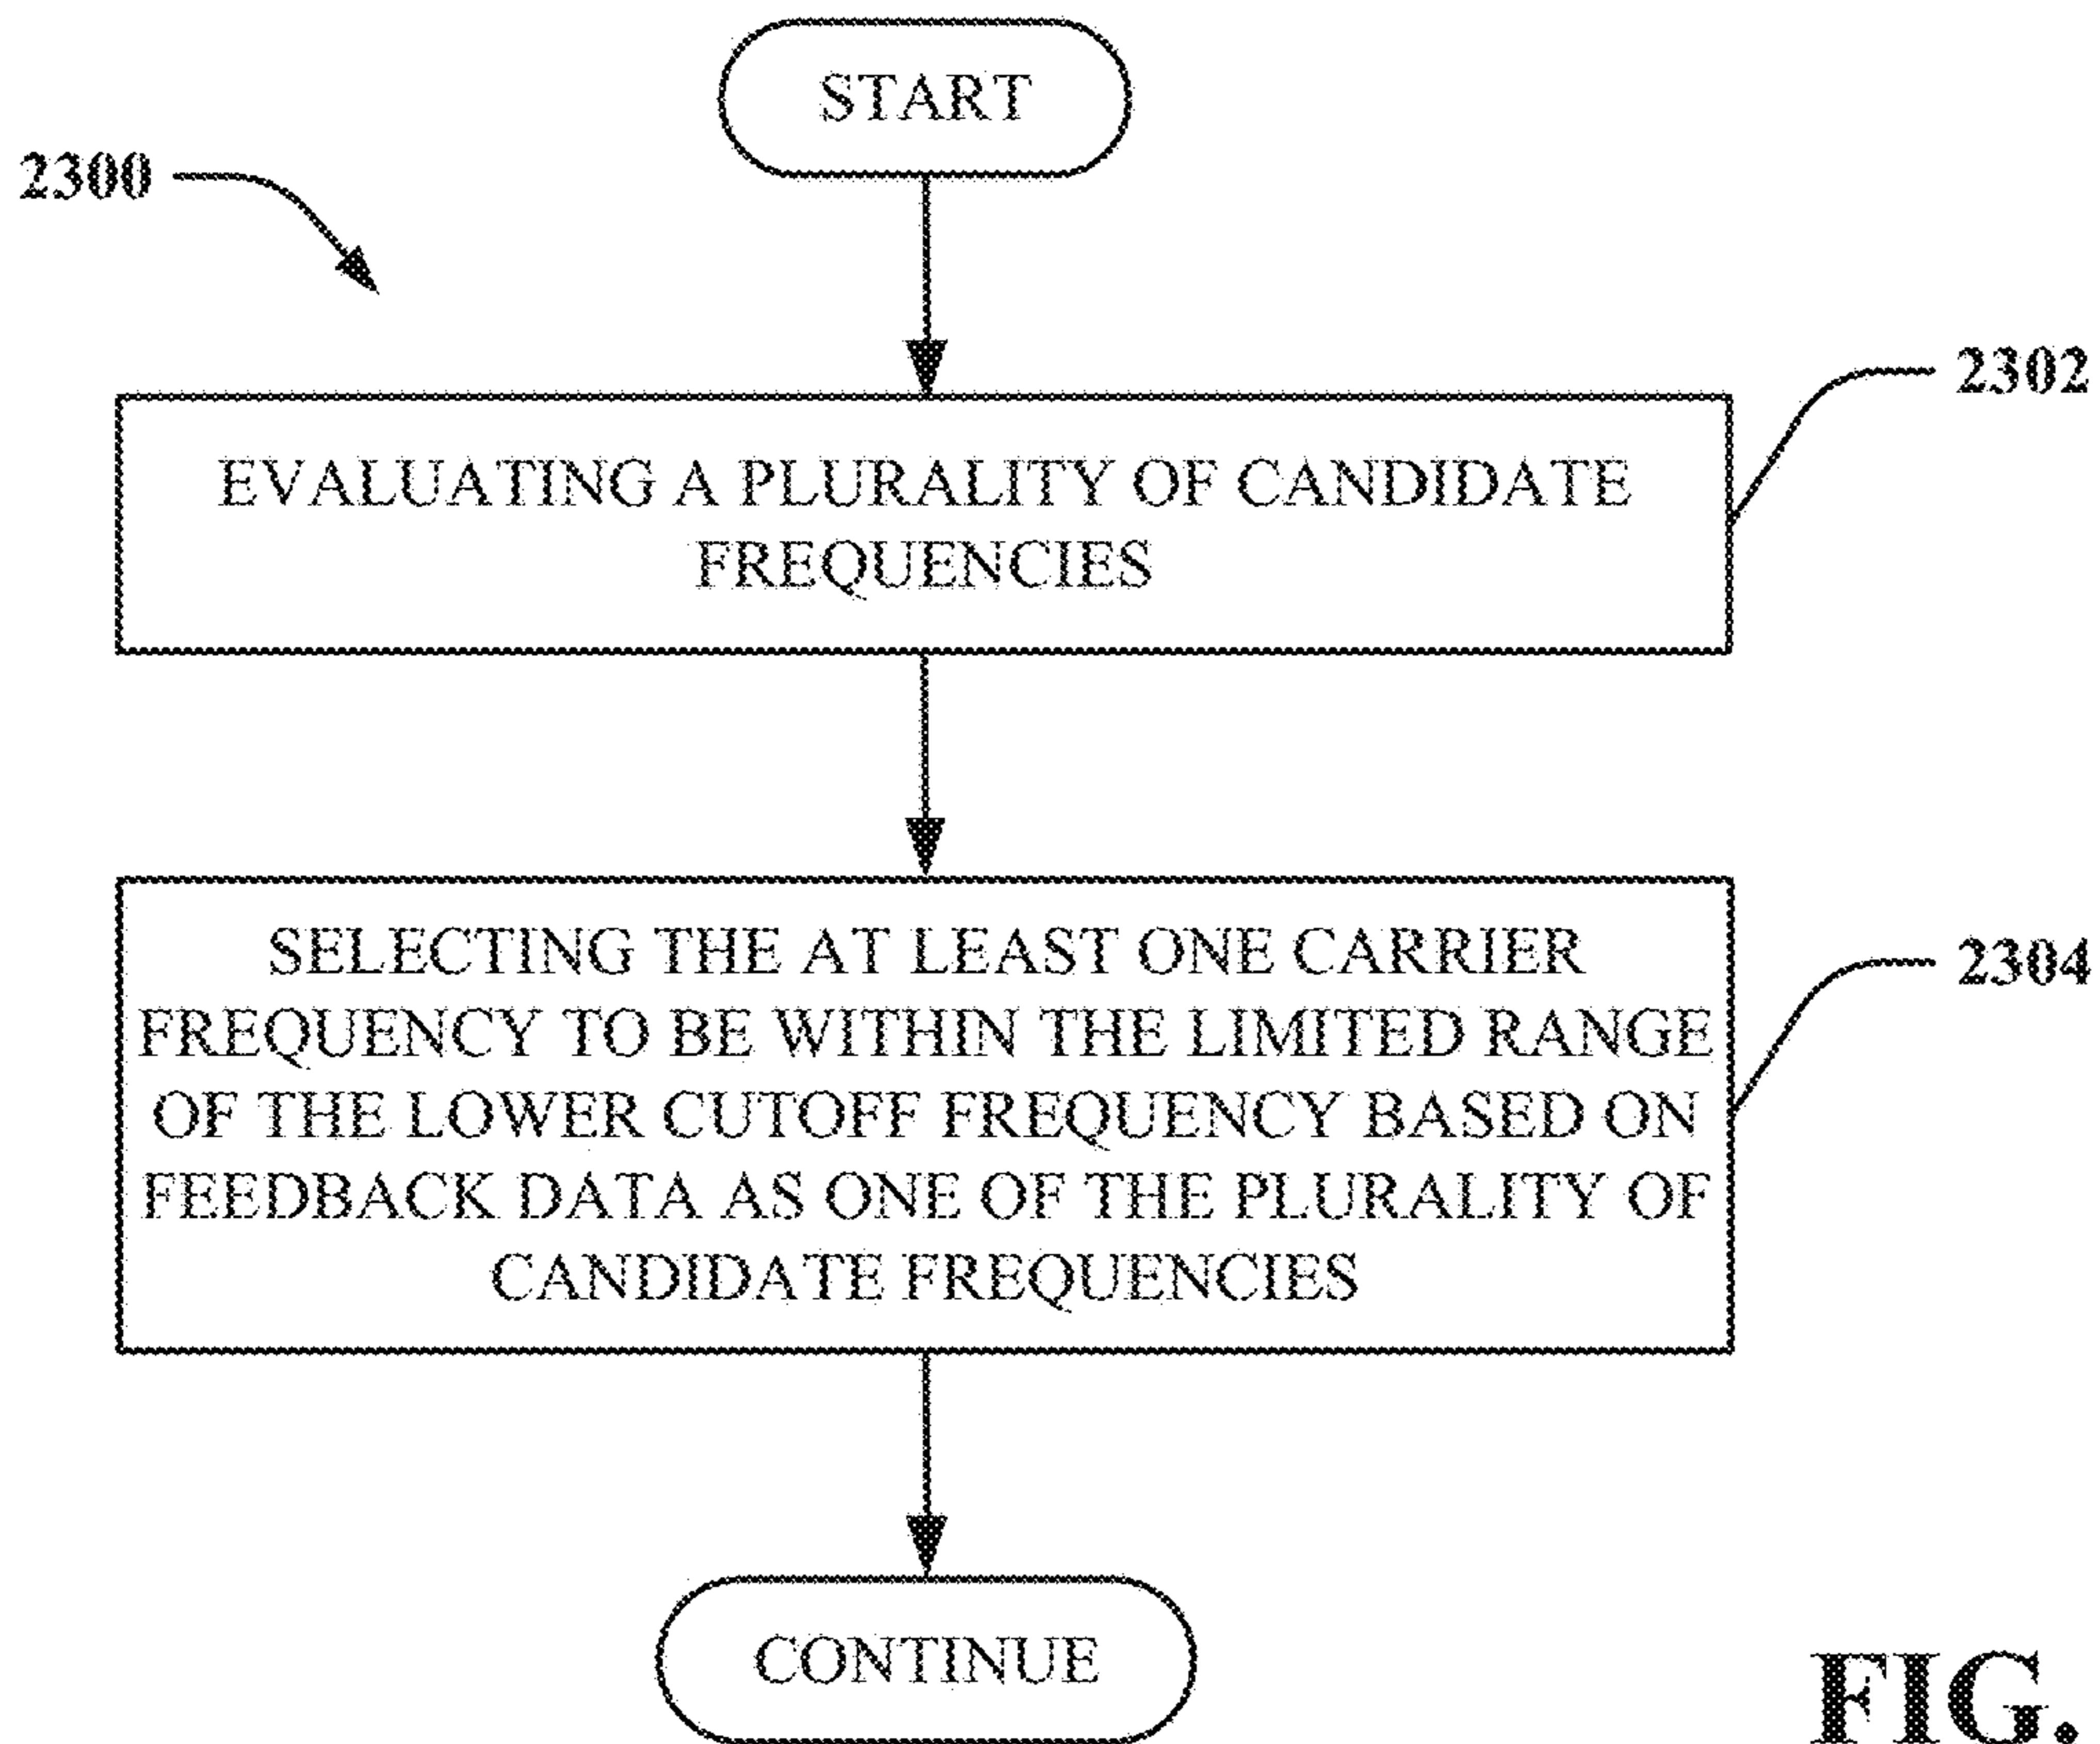 START
2300
2302
EVALUATING A PLURALITY OF CANDIDATE
FREQUENCIES
SELECTING THE AT LEAST ONE CARRIER
2304
FREQUENCY TO BE WITHIN THE LIMITED RANGE
OF THE LOWER CUTOFF FREQUENCY BASED ON
FEEDBACK DATA AS ONE OF THE PLURALITY OF
CANDIDATE FREQUENCIES
CONTINUE
FIG.